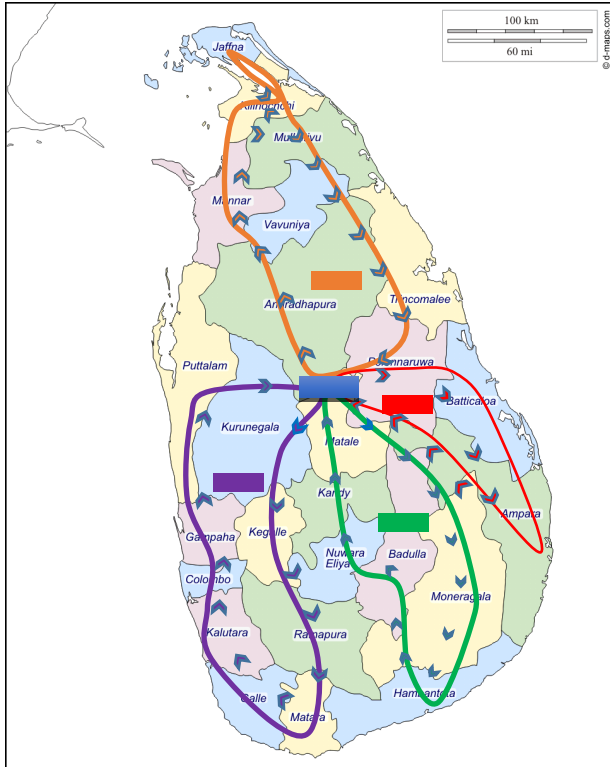 100 km
60 mi
© d-maps.com
Jaffna
Kilinochchi
Mullaitivu
Mannar
Vavuniya
Anuradhapura
Trincomalee
Polonnaruwa
Puttalam
Batticaloa
Kurunegala
Matale
Kandy
Ampara
Gampaha
Kegalle
Nuwara
Eliya
Badulla
Colombo
Moneragala
Kalutara
Ratnapura
Galle
Hambantota
Matara